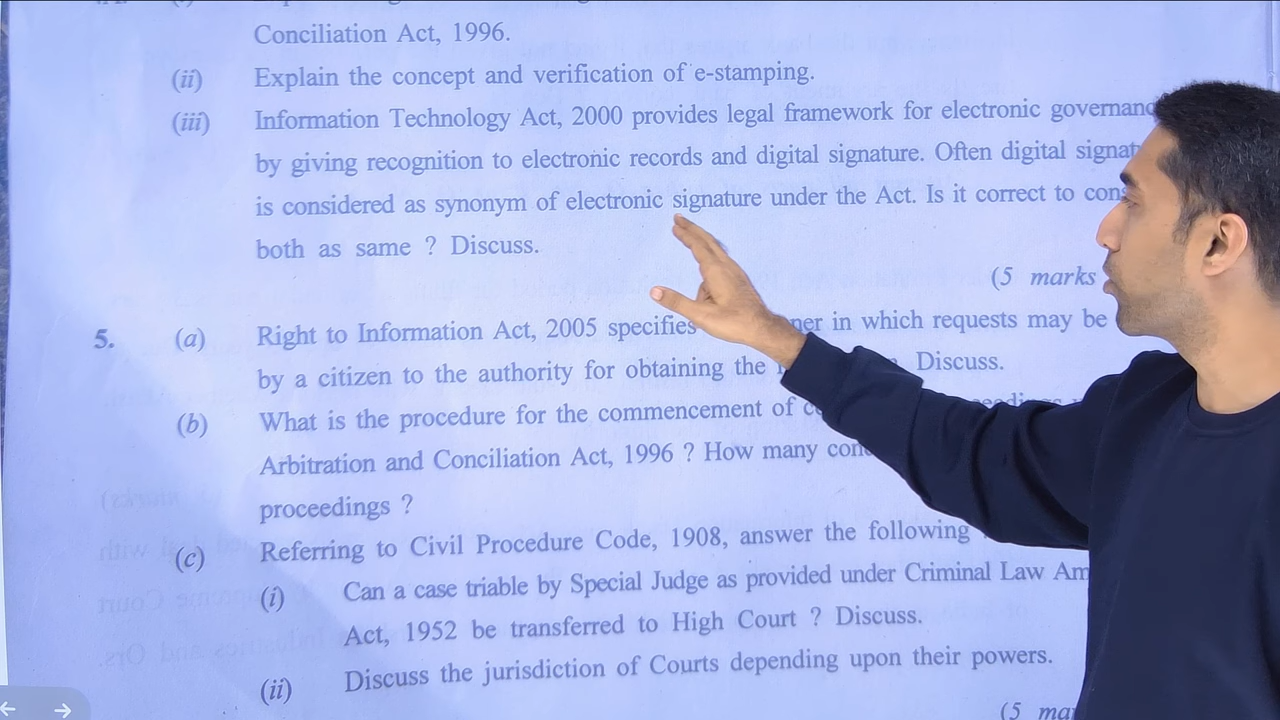 Conciliation Act, 1996.
(ii) Explain the concept and verification of e-stamping.
(iii) Information Technology Act, 2000 provides legal framework for electronic governanc
by giving recognition to electronic records and digital signature. Often digital signat
is considered as synonym of electronic signature under the Act. Is it correct to cons
both as same ? Discuss.
(5 marks
5. (a) Right to Information Act, 2005 specifies ner in which requests may be
by a citizen to the authority for obtaining the Discuss.
(b) What is the procedure for the commencement of
Arbitration and Conciliation Act, 1996 ? How many
proceedings ?
(c) Referring to Civil Procedure Code, 1908, answer the following
(i) Can a case triable by Special Judge as provided under Criminal Law Am
Act, 1952 be transferred to High Court ? Discuss.
(ii) Discuss the jurisdiction of Courts depending upon their powers.
(5 mar